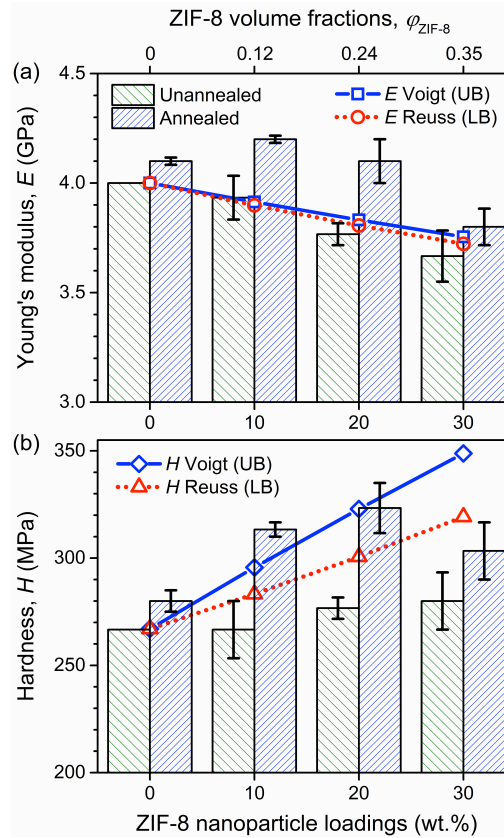 ZIF-8 volume fractions, φZIF-8
0 0.12 0.24 0.35
(a)
4.5
4.0
3.5
3.0
Young's modulus, E (GPa)
Unannealed
Annealed
E Voigt (UB)
E Reuss (LB)
0 10 20 30
(b)
350
300
250
200
Hardness, H (MPa)
H Voigt (UB)
H Reuss (LB)
0 10 20 30
ZIF-8 nanoparticle loadings (wt.%)